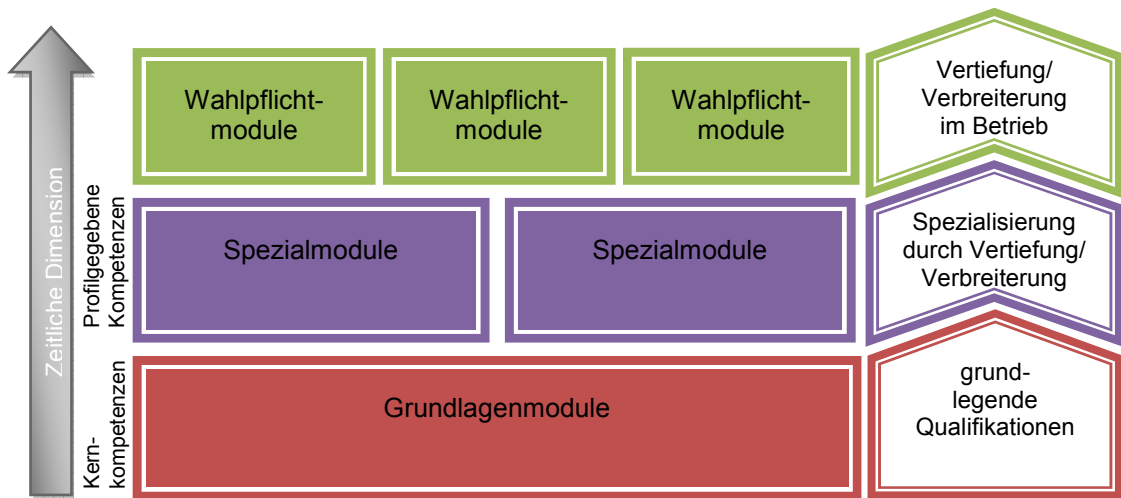 Zeitliche Dimension
Profilgegebene
Kompetenzen
Kern-
kompetenzen
Wahlpflicht-
module
Wahlpflicht-
module
Wahlpflicht-
module
Vertiefung/
Verbreiterung
im Betrieb
Spezialmodule
Spezialmodule
Spezialisierung
durch Vertiefung/
Verbreiterung
Grundlagenmodule
grund-
legende
Qualifikationen